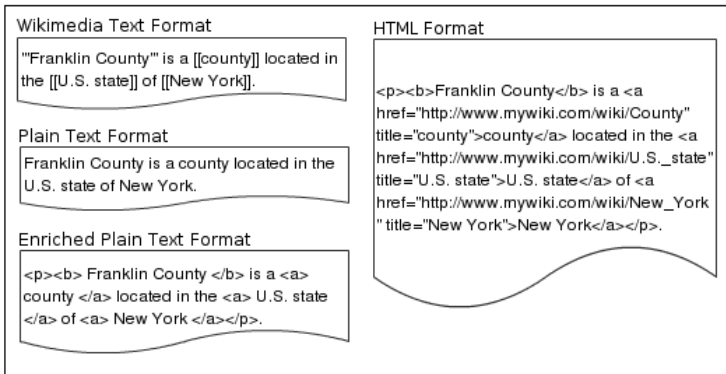 Wikimedia Text Format
'''Franklin County''' is a [[county]] located in
the [[U.S. state]] of [[New York]].
Plain Text Format
Franklin County is a county located in the
U.S. state of New York.
Enriched Plain Text Format
<p><b> Franklin County </b> is a <a>
county </a> located in the <a> U.S. state
</a> of <a> New York </a></p>.
HTML Format
<p><b>Franklin County</b> is a <a
href="http://www.mywiki.com/wiki/County"
title="county">county</a> located in the <a
href="http://www.mywiki.com/wiki/U.S._state"
title="U.S. state">U.S. state</a> of <a
href="http://www.mywiki.com/wiki/New_York
" title="New York">New York</a></p>.